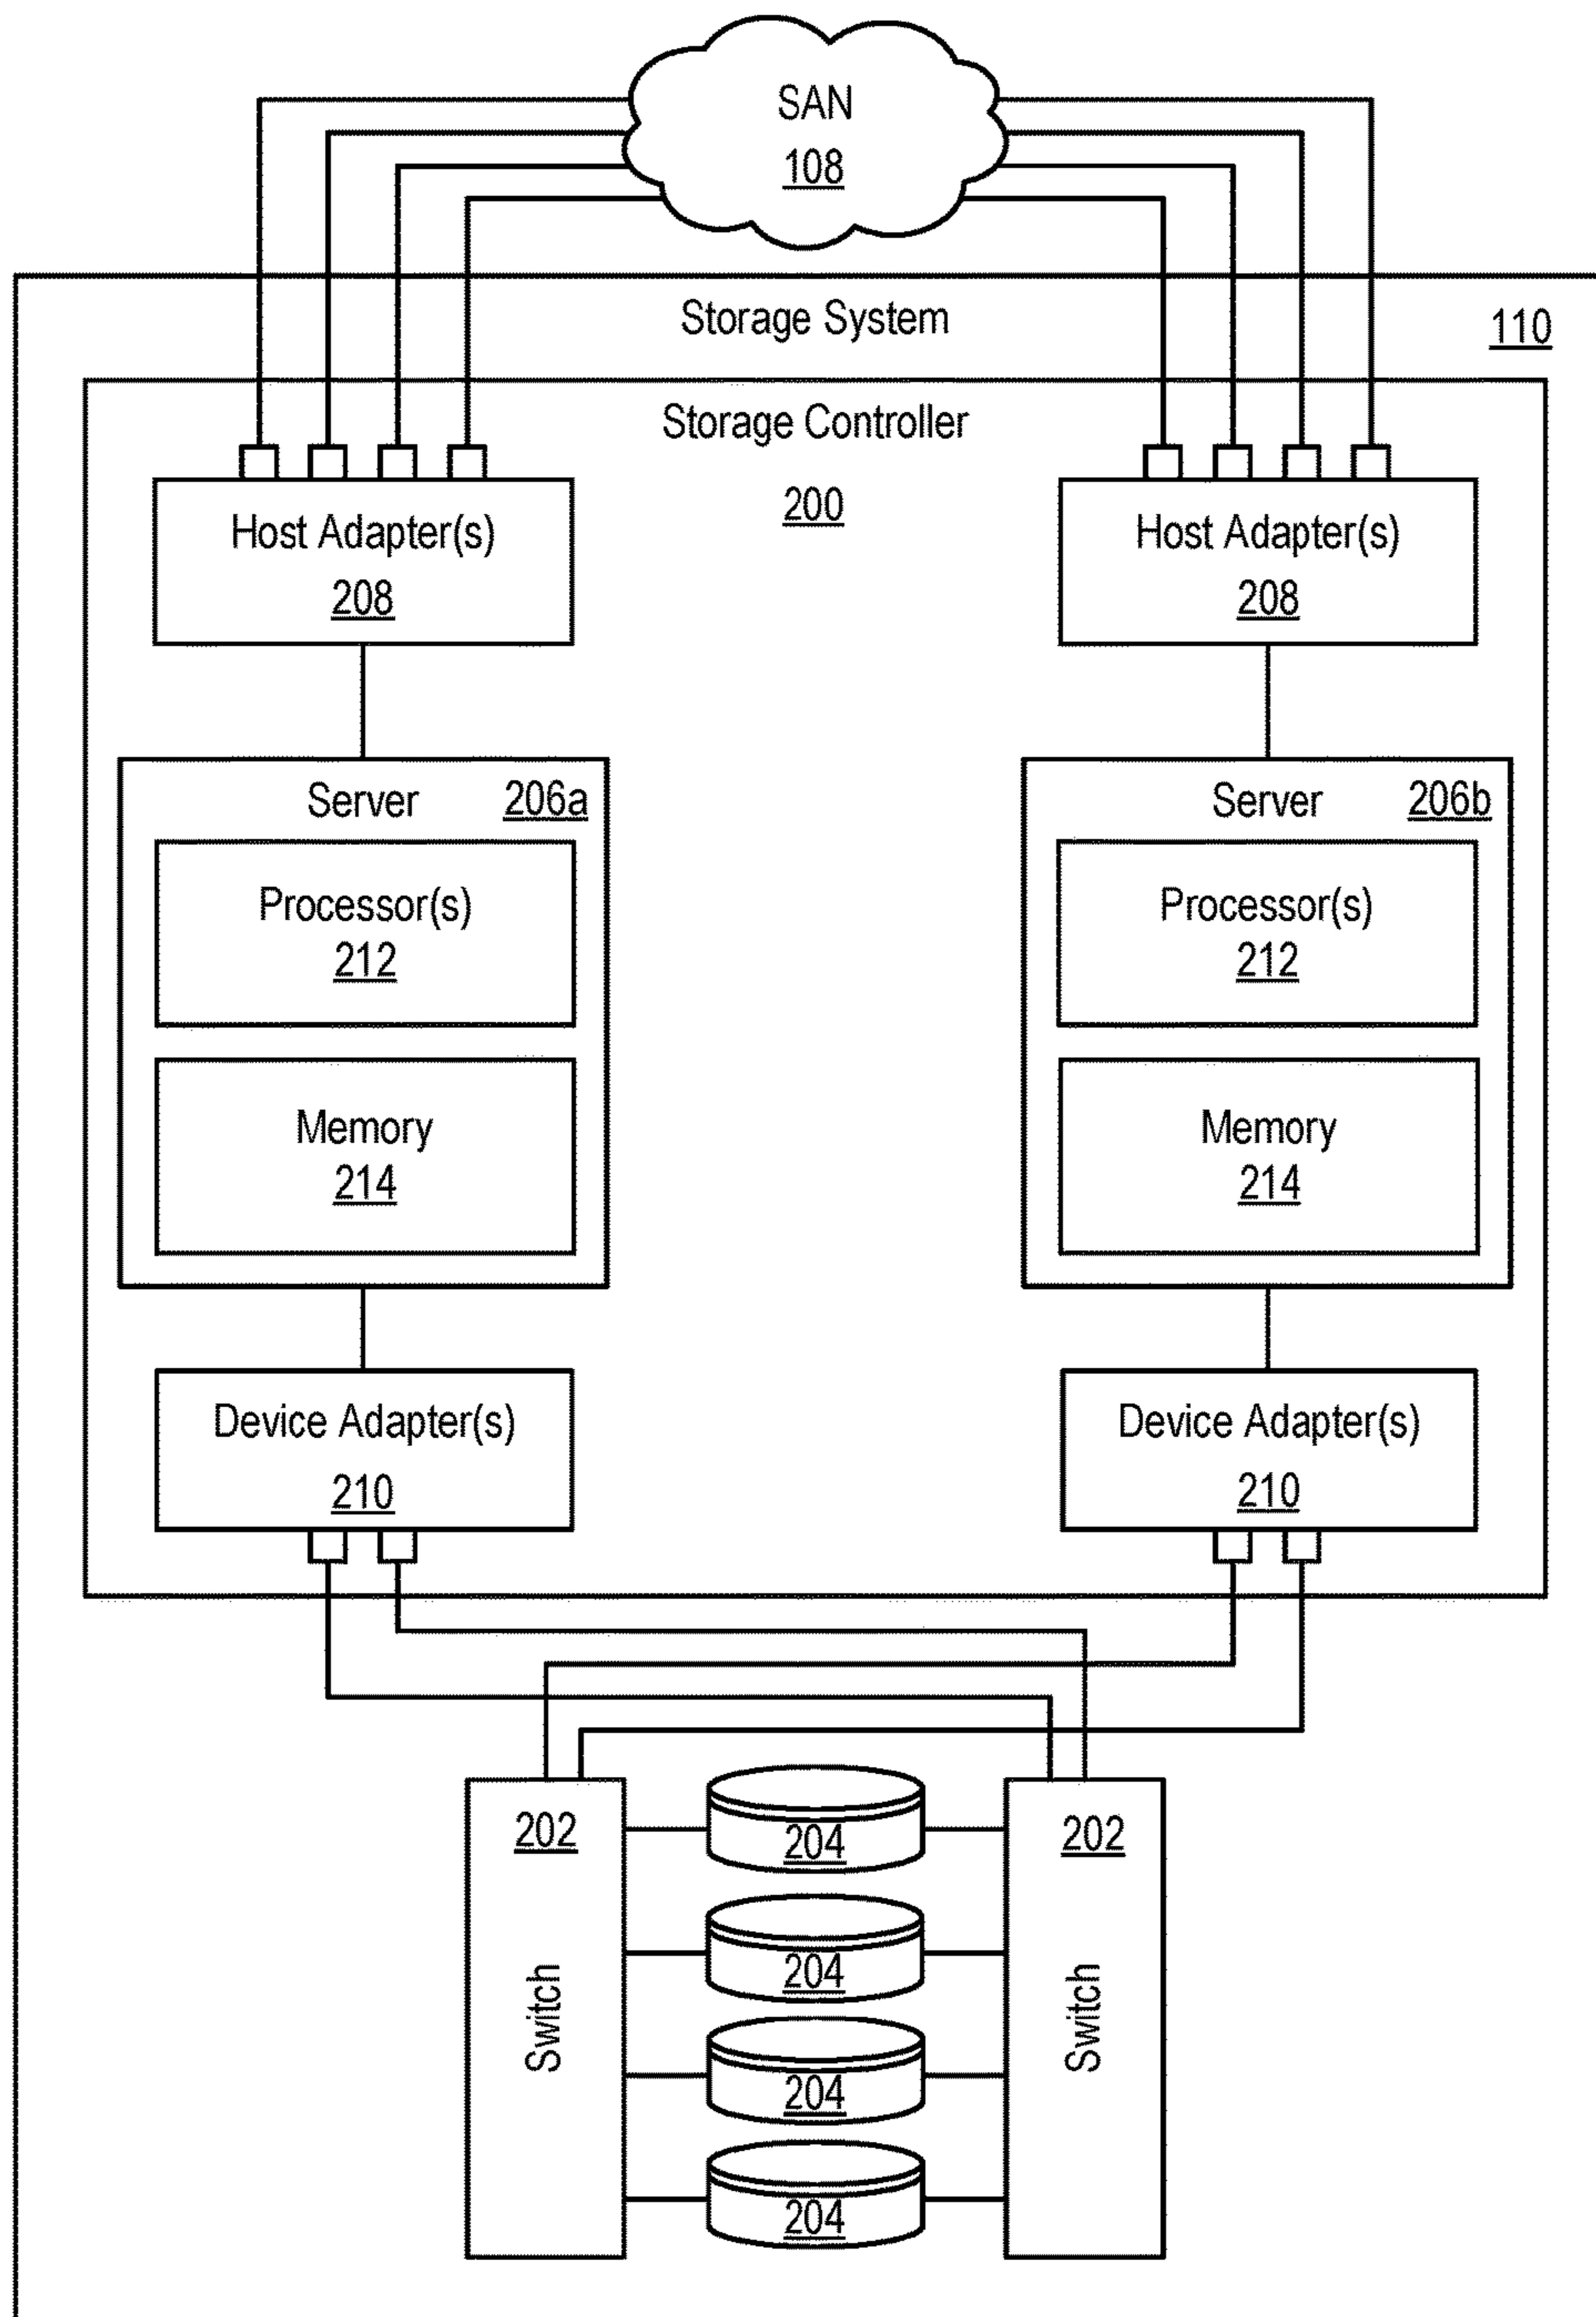 SAN
108
Storage System
110
Storage Controller
200
Host Adapter(s)
208
Host Adapter(s)
208
Server 206a
Processor(s)
212
Memory
214
Server 206b
Processor(s)
212
Memory
214
Device Adapter(s)
210
Device Adapter(s)
210
202
Switch
204
204
204
204
202
Switch